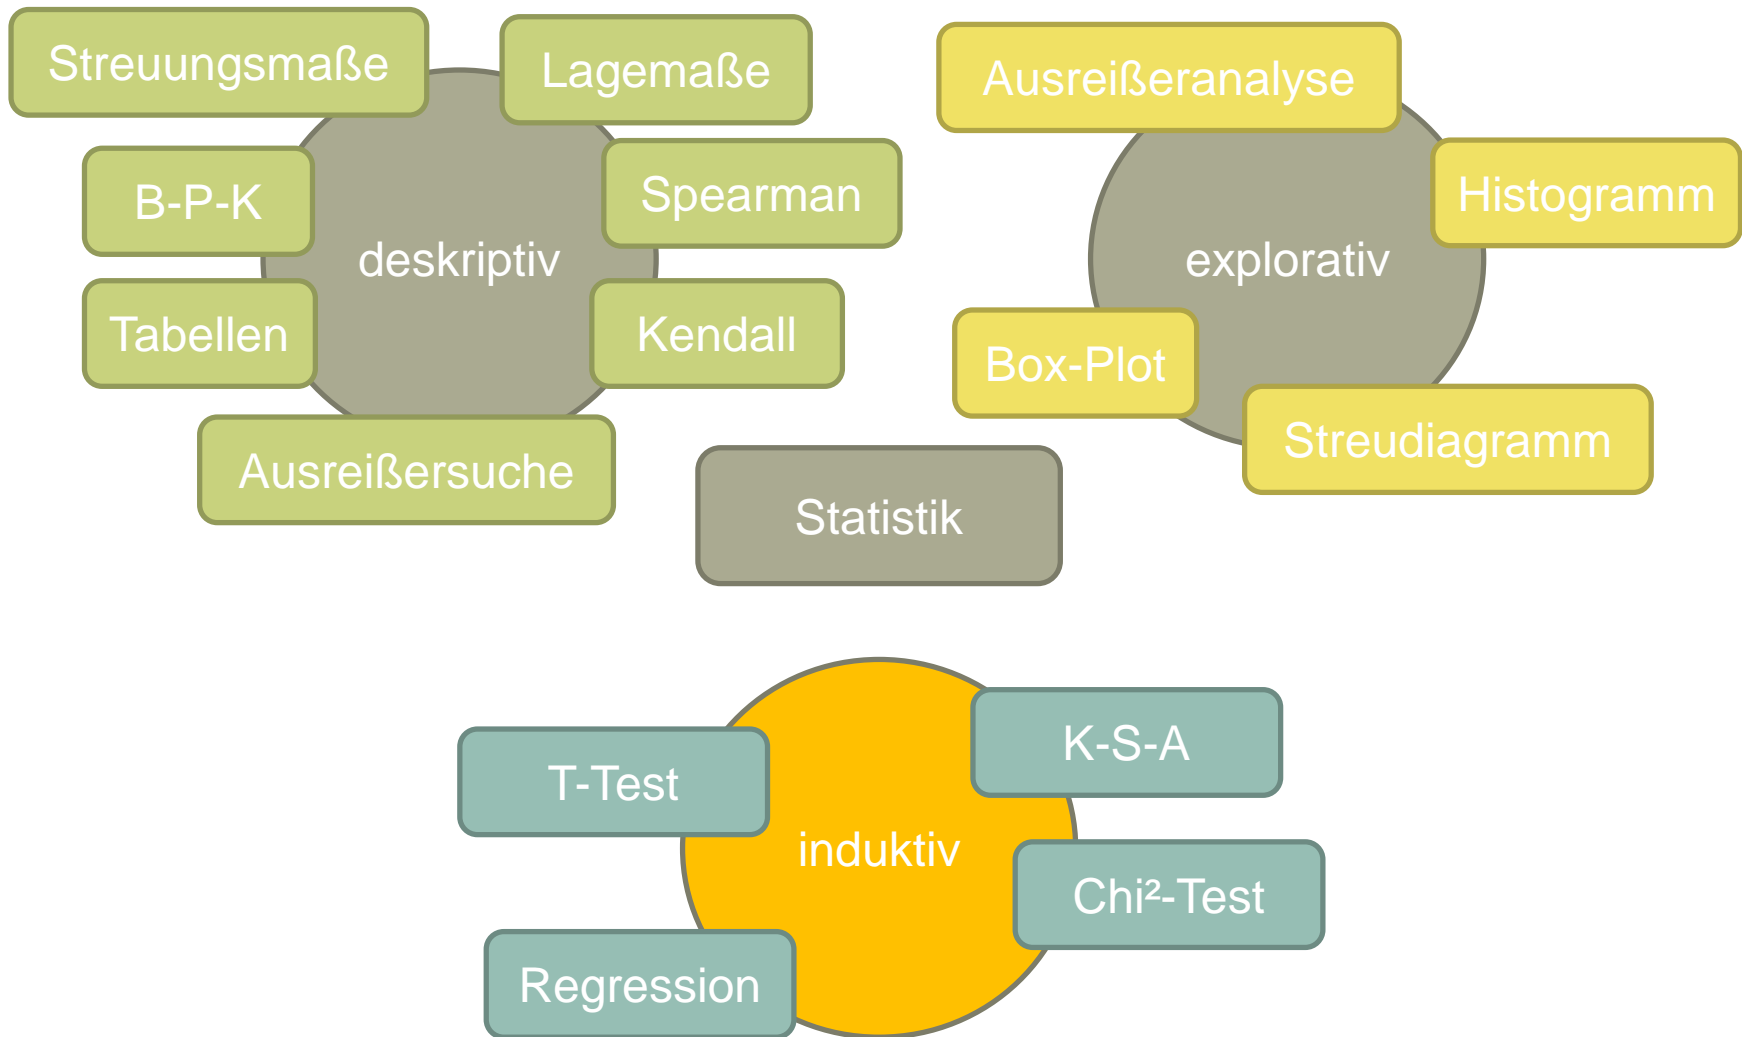 Streuungsmaße
Lagemaße
B-P-K
Spearman
deskriptiv
Tabellen
Kendall
Ausreißersuche
Ausreißeranalyse
Histogramm
explorativ
Box-Plot
Streudiagramm
Statistik
K-S-A
T-Test
induktiv
Chi²-Test
Regression